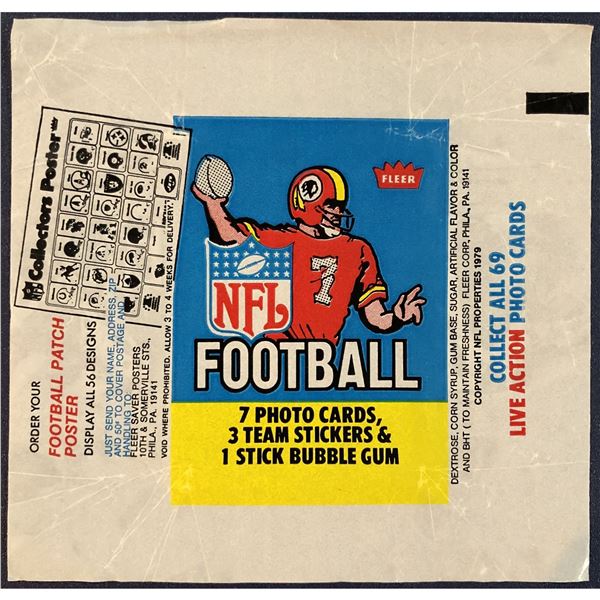 Collectors Poster
ORDER YOUR
FOOTBALL PATCH
POSTER
DISPLAY ALL 56 DESIGNS
JUST SEND YOUR NAME, ADDRESS, ZIP
AND 50¢ TO COVER POSTAGE AND
HANDLING TO
FLEER SAVER POSTERS
10TH & SOMERVILLE STS.,
PHILA., PA. 19141
VOID WHERE PROHIBITED. ALLOW 3 TO 4 WEEKS FOR DELIVERY.
FLEER
7
NFL
FOOTBALL
7 PHOTO CARDS,
3 TEAM STICKERS &
1 STICK BUBBLE GUM
DEXTROSE, CORN SYRUP, GUM BASE, SUGAR, ARTIFICIAL FLAVOR & COLOR
AND BHT (TO MAINTAIN FRESHNESS) FLEER CORP., PHILA., PA. 19141
COPYRIGHT NFL PROPERTIES 1979
COLLECT ALL 69
LIVE ACTION PHOTO CARDS